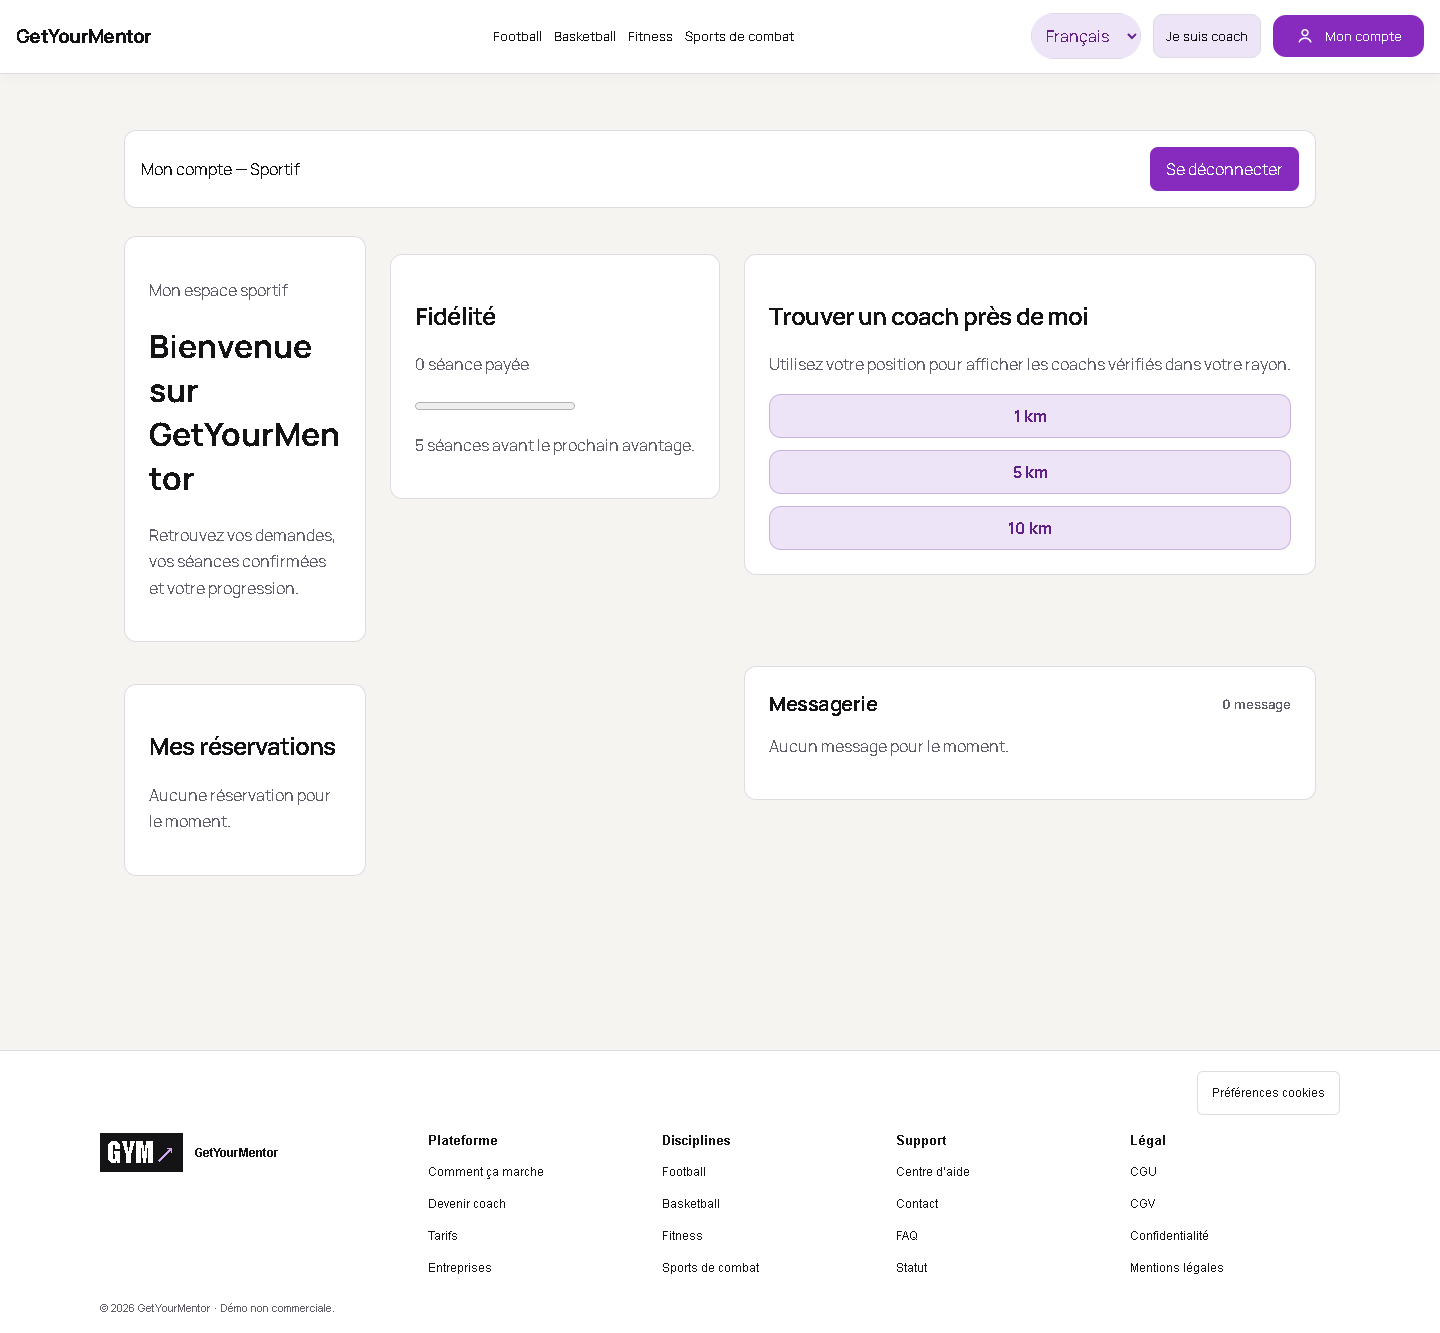 GetYourMentor
Football Basketball Fitness Sports de combat
Français
Je suis coach
Mon compte
Mon compte — Sportif
Se déconnecter
Mon espace sportif
Bienvenue
sur
GetYourMen
tor
Retrouvez vos demandes,
vos séances confirmées
et votre progression.
Fidélité
0 séance payée
5 séances avant le prochain avantage.
Trouver un coach près de moi
Utilisez votre position pour afficher les coachs vérifiés dans votre rayon.
1 km
5 km
10 km
Mes réservations
Aucune réservation pour
le moment.
Messagerie
0 message
Aucun message pour le moment.
Préférences cookies
GYM
GetYourMentor
Plateforme
Comment ça marche
Devenir coach
Tarifs
Entreprises
Disciplines
Football
Basketball
Fitness
Sports de combat
Support
Centre d'aide
Contact
FAQ
Statut
Légal
CGU
CGV
Confidentialité
Mentions légales
© 2026 GetYourMentor · Démo non commerciale.